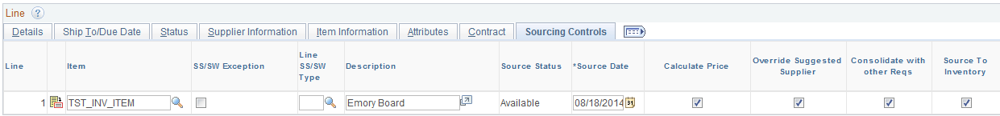 Line ?
Details Ship To/Due Date Status Supplier Information Item Information Attributes Contract Sourcing Controls
Line Item SS/SW Exception Line SS/SW Type Description Source Status *Source Date Calculate Price Override Suggested Supplier Consolidate with other Reqs Source To Inventory
1 TST_INV_ITEM Emory Board Available 08/18/2014 31